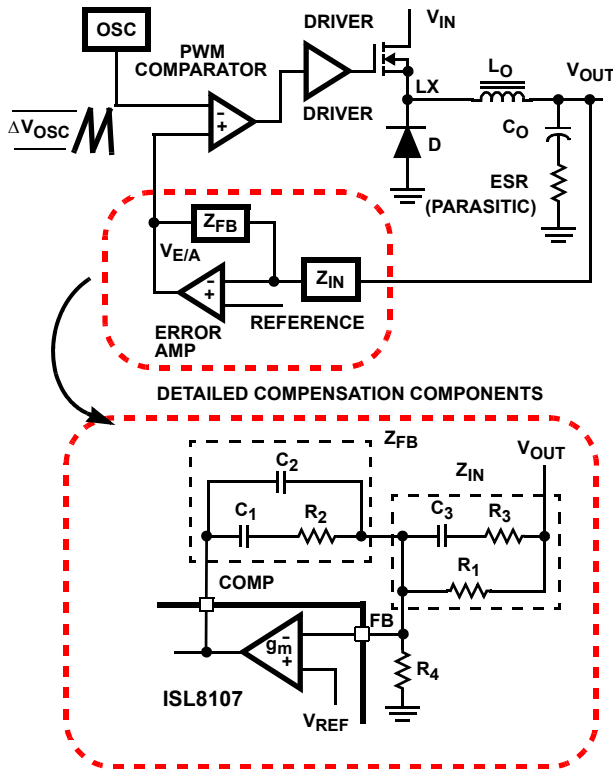 OSC
PWM
COMPARATOR
DRIVER
DRIVER
V_IN
L_O
V_OUT
LX
ΔV_OSC
-
+
C_O
D
ESR
(PARASITIC)
Z_FB
V_E/A
-
+
Z_IN
ERROR
AMP
REFERENCE
DETAILED COMPENSATION COMPONENTS
Z_FB
V_OUT
C_2
Z_IN
C_1
R_2
C_3
R_3
R_1
COMP
FB
g_m
-
+
R_4
ISL8107
V_REF